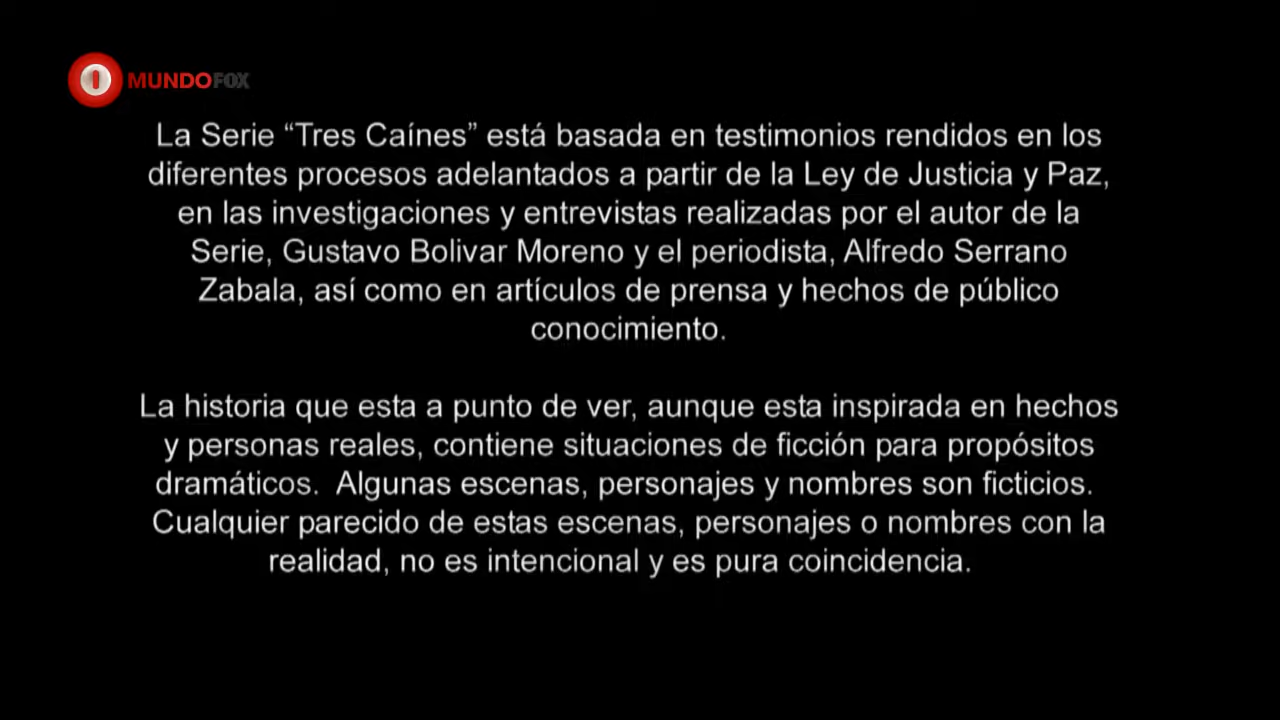 MUNDOFOX
La Serie “Tres Caínes” está basada en testimonios rendidos en los
diferentes procesos adelantados a partir de la Ley de Justicia y Paz,
en las investigaciones y entrevistas realizadas por el autor de la
Serie, Gustavo Bolivar Moreno y el periodista, Alfredo Serrano
Zabala, así como en artículos de prensa y hechos de público
conocimiento.
La historia que esta a punto de ver, aunque esta inspirada en hechos
y personas reales, contiene situaciones de ficción para propósitos
dramáticos.  Algunas escenas, personajes y nombres son ficticios.
Cualquier parecido de estas escenas, personajes o nombres con la
realidad, no es intencional y es pura coincidencia.